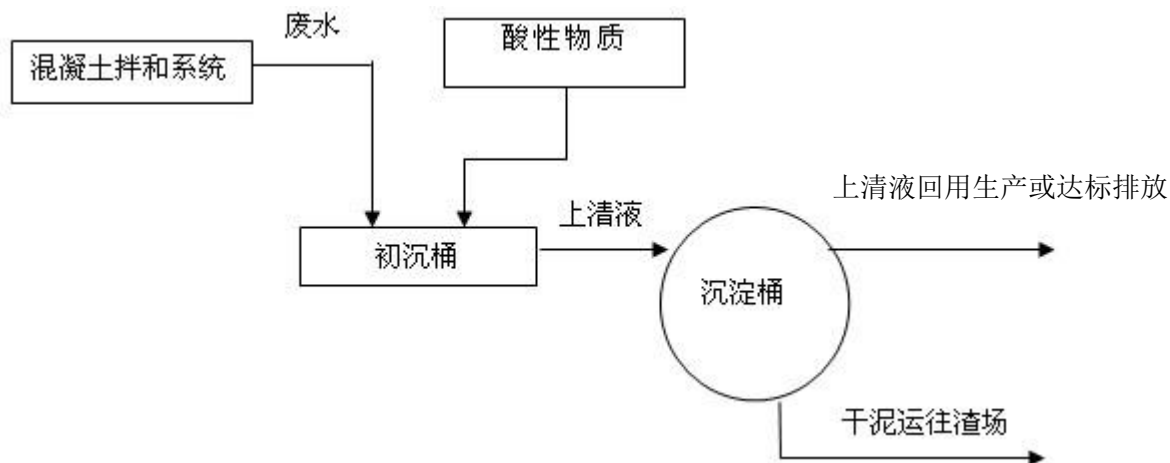 废水
酸性物质
混凝土拌和系统
上清液回用生产或达标排放
上清液
初沉桶
沉淀桶
干泥运往渣场